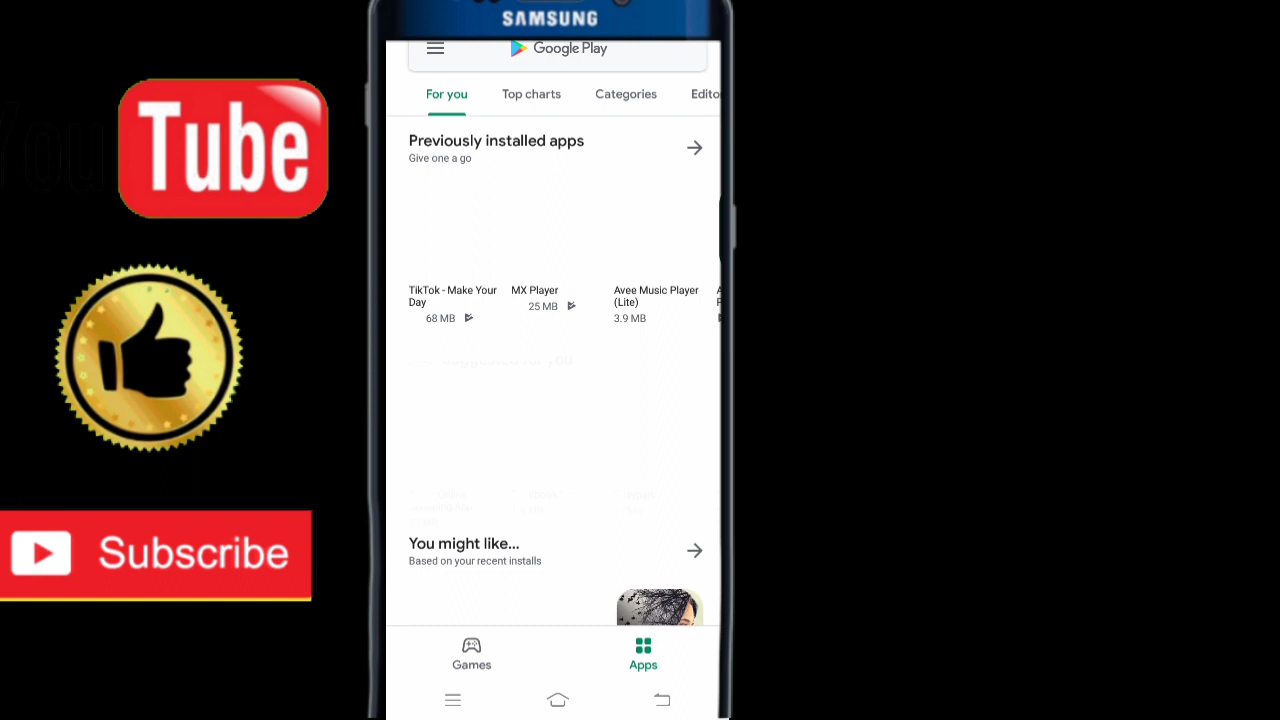 SAMSUNG
Google Play
For you Top charts Categories Edito
Previously installed apps
Give one a go
TikTok - Make Your
Day
68 MB
MX Player
25 MB
Avee Music Player
(Lite)
3.9 MB
You might like...
Based on your recent installs
Games
Apps
You Tube
Subscribe